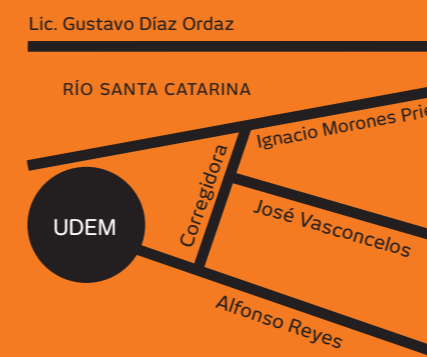 Lic. Gustavo Díaz Ordaz
RÍO SANTA CATARINA
Ignacio Morones
Corregidora
UDEM
José Vasconcelos
Alfonso Reyes